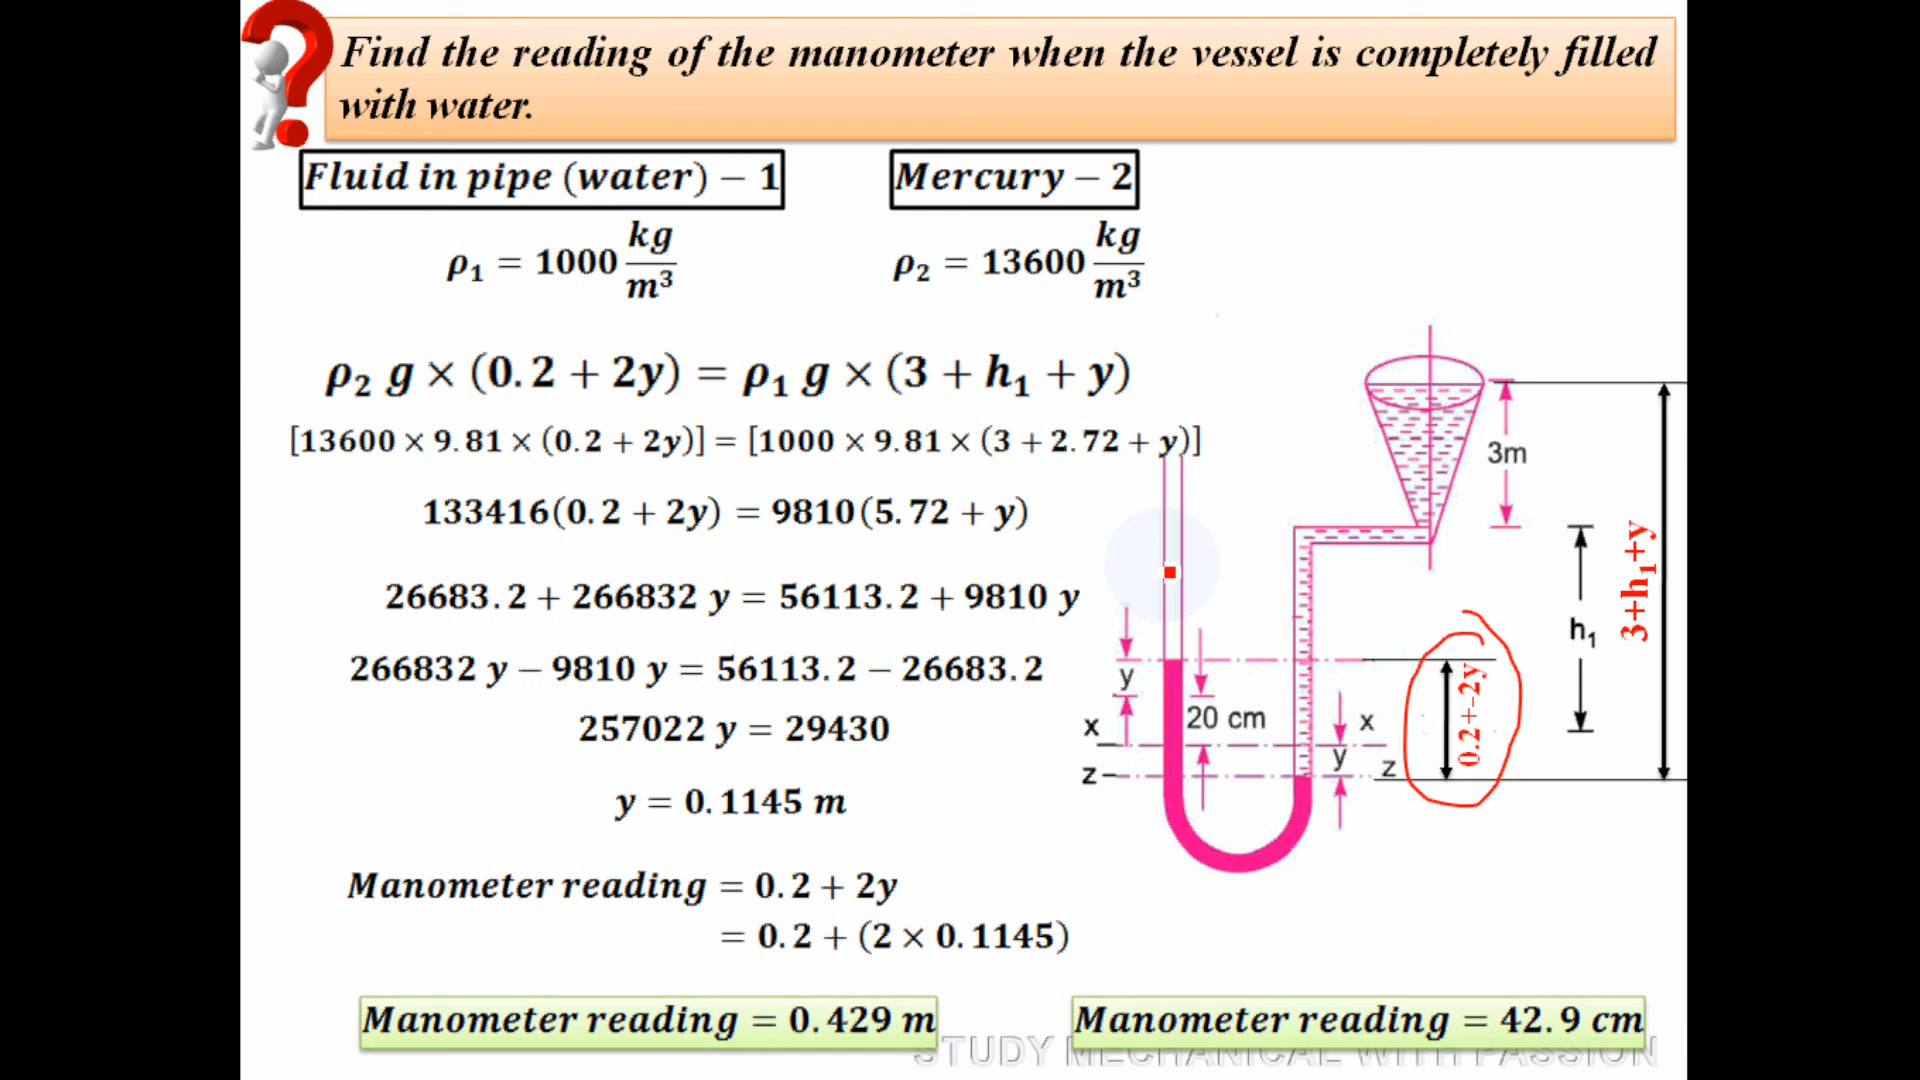 Find the reading of the manometer when the vessel is completely filled
with water.
Fluid in pipe (water) − 1
Mercury − 2
ρ₁ = 1000 kg/m³
ρ₂ = 13600 kg/m³
ρ₂ g × (0.2 + 2y) = ρ₁ g × (3 + h₁ + y)
[13600 × 9.81 × (0.2 + 2y)] = [1000 × 9.81 × (3 + 2.72 + y)]
133416(0.2 + 2y) = 9810(5.72 + y)
26683.2 + 266832 y = 56113.2 + 9810 y
266832 y − 9810 y = 56113.2 − 26683.2
257022 y = 29430
y = 0.1145 m
Manometer reading = 0.2 + 2y
= 0.2 + (2 × 0.1145)
Manometer reading = 0.429 m
Manometer reading = 42.9 cm
3m
3+h₁+y
h₁
0.2+-2y
y
20 cm
x
x
y
z
z
STUDY MECHANICAL WITH PASSION